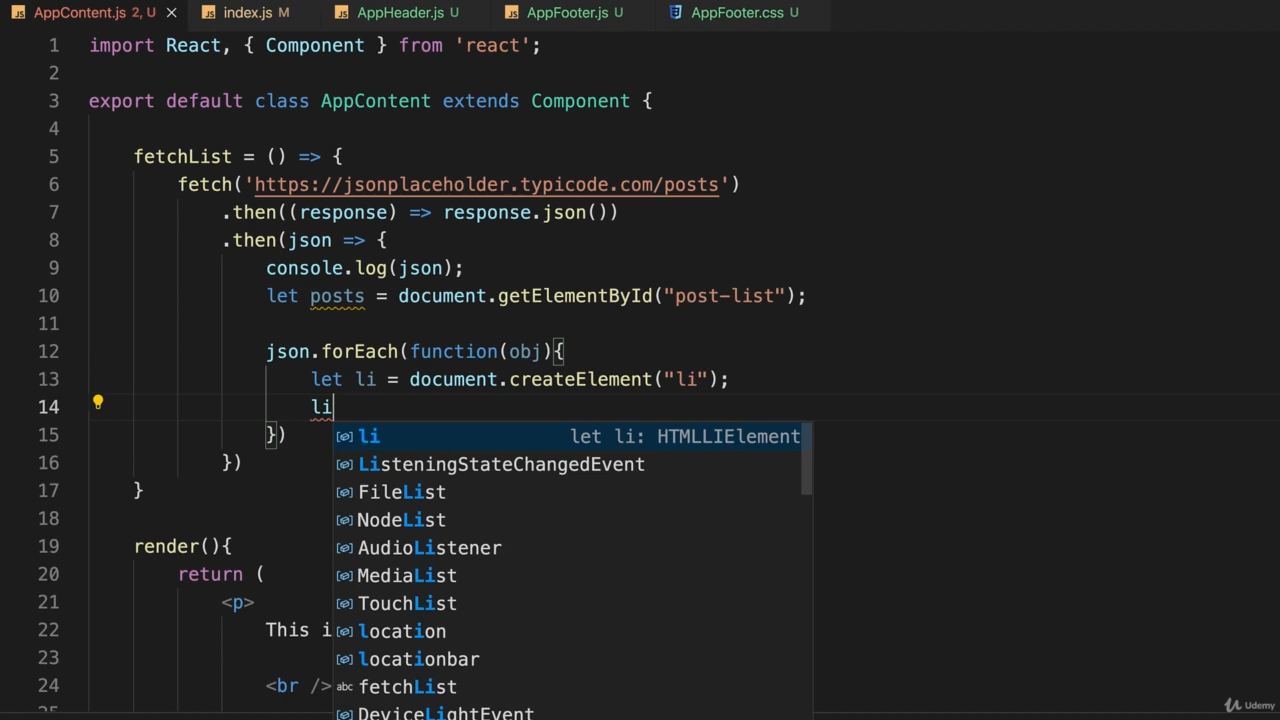 AppContent.js 2, U index.js M AppHeader.js U AppFooter.js U AppFooter.css U
1 import React, { Component } from 'react';
2
3 export default class AppContent extends Component {
4
5 fetchList = () => {
6 fetch('https://jsonplaceholder.typicode.com/posts')
7 .then((response) => response.json())
8 .then(json => {
9 console.log(json);
10 let posts = document.getElementById("post-list");
11
12 json.forEach(function(obj){
13 let li = document.createElement("li");
14 li
15 })
16 })
17 }
18
19 render(){
20 return (
21 <p>
22 This i
23
24 <br />
25
li let li: HTMLLIElement
ListeningStateChangedEvent
FileList
NodeList
AudioListener
MediaList
TouchList
location
locationbar
abc fetchList
DeviceLightEvent
Udemy